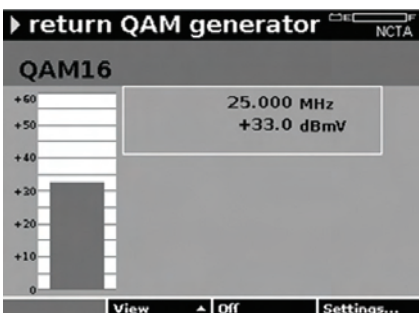 return QAM generator
E F
NCTA
QAM16
25.000 MHz
+33.0 dBmV
+60
+50
+40
+30
+20
+10
0
View Off Settings...